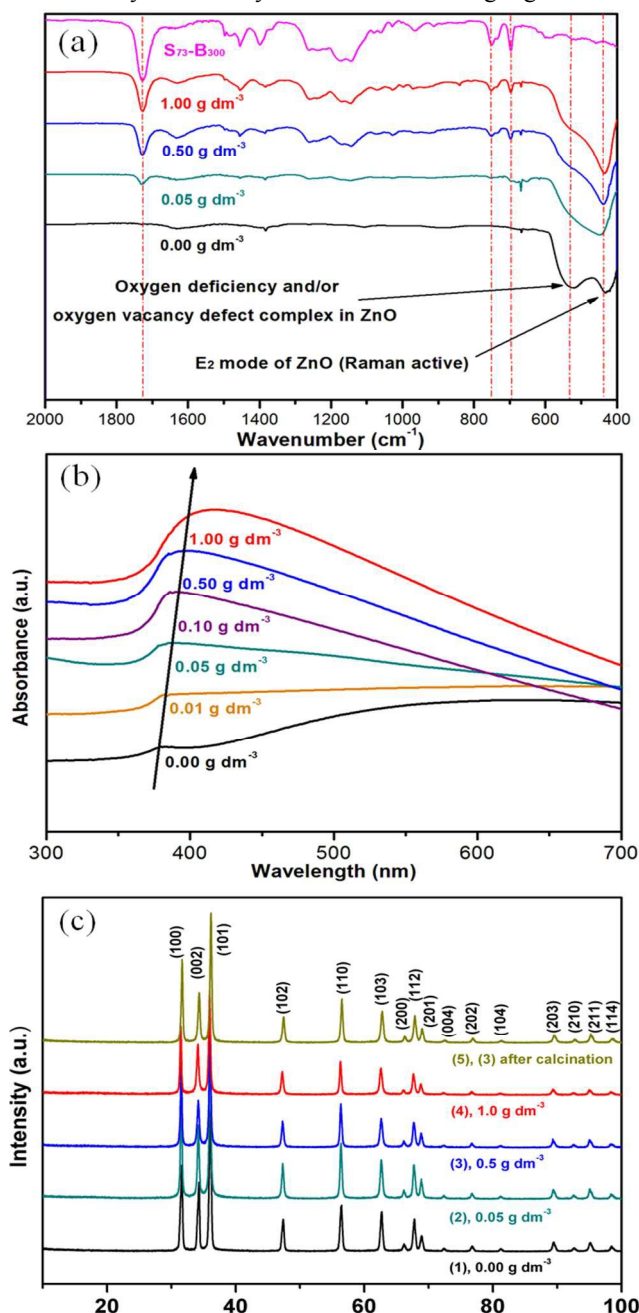 (a)
S73-B300
1.00 g dm⁻³
0.50 g dm⁻³
0.05 g dm⁻³
0.00 g dm⁻³
Oxygen deficiency and/or
oxygen vacancy defect complex in ZnO
E₂ mode of ZnO (Raman active)
2000 1800 1600 1400 1200 1000 800 600 400
Wavenumber (cm⁻¹)
(b)
Absorbance (a.u.)
1.00 g dm⁻³
0.50 g dm⁻³
0.10 g dm⁻³
0.05 g dm⁻³
0.01 g dm⁻³
0.00 g dm⁻³
300 400 500 600 700
Wavelength (nm)
(c)
Intensity (a.u.)
(100) (002) (101) (102) (110) (103) (200) (112) (201) (004) (202) (104) (203) (210) (211) (114)
(5), (3) after calcination
(4), 1.0 g dm⁻³
(3), 0.5 g dm⁻³
(2), 0.05 g dm⁻³
(1), 0.00 g dm⁻³
20 40 60 80 100